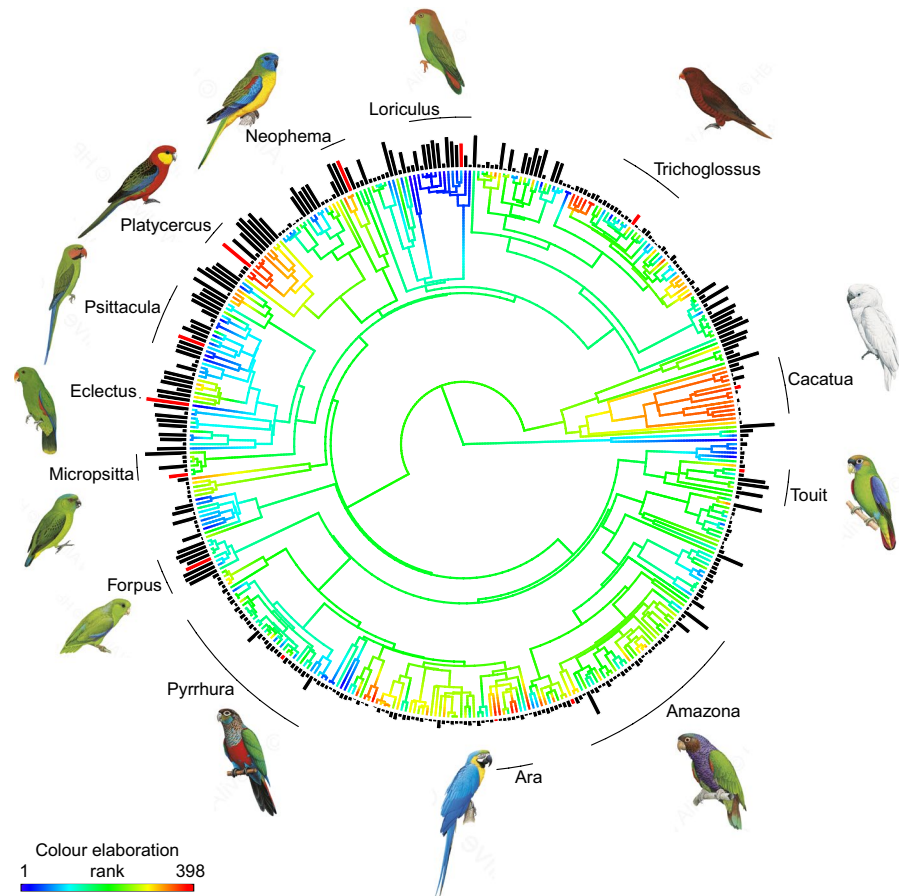 Loriculus
Neophema
Trichoglossus
Platycercus
Psittacula
Cacatua
Eclectus
Micropsitta
Touit
Forpus
Pyrrhura
Amazona
Ara
Colour elaboration
1 rank 398